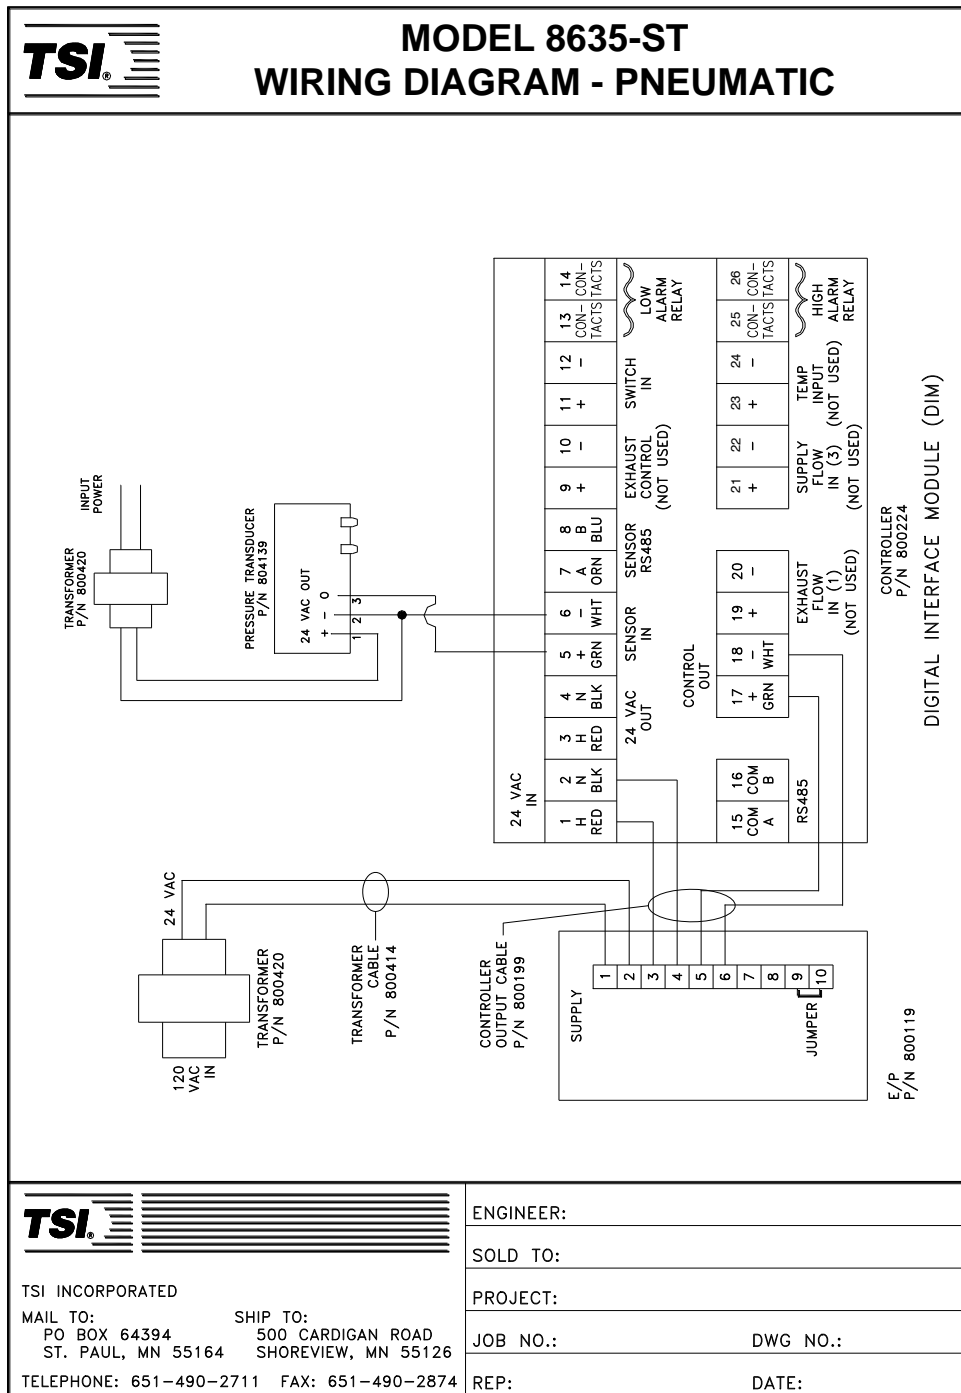 TSI®
MODEL 8635-ST
WIRING DIAGRAM - PNEUMATIC
INPUT
POWER
TRANSFORMER
P/N 800420
PRESSURE TRANSDUCER
P/N 804139
24 VAC OUT
+ - O
1 2 3
24 VAC
IN
1 H RED
2 N BLK
3 H RED
4 N BLK
5 + GRN
6 - WHT
7 A ORN
8 B BLU
9 +
10 -
11 +
12 -
13 CON-TACTS
14 CON-TACTS
24 VAC
OUT
SENSOR
IN
SENSOR
RS485
EXHAUST
CONTROL
(NOT USED)
SWITCH
IN
LOW
ALARM
RELAY
CONTROL
OUT
15 COM A
16 COM B
17 + GRN
18 - WHT
19 +
20 -
21 +
22 -
23 +
24 -
25 CON-TACTS
26 CON-TACTS
RS485
EXHAUST
FLOW
IN (1)
(NOT USED)
SUPPLY
FLOW
IN (3)
(NOT USED)
TEMP
INPUT
(NOT USED)
HIGH
ALARM
RELAY
CONTROLLER
P/N 800224
DIGITAL INTERFACE MODULE (DIM)
120
VAC
IN
24 VAC
TRANSFORMER
P/N 800420
TRANSFORMER
CABLE
P/N 800414
CONTROLLER
OUTPUT CABLE
P/N 800199
SUPPLY
1
2
3
4
5
6
7
8
9
10
JUMPER
E/P
P/N 800119
TSI®
TSI INCORPORATED
MAIL TO:
PO BOX 64394
ST. PAUL, MN 55164
SHIP TO:
500 CARDIGAN ROAD
SHOREVIEW, MN 55126
TELEPHONE: 651-490-2711 FAX: 651-490-2874
ENGINEER:
SOLD TO:
PROJECT:
JOB NO.: DWG NO.:
REP: DATE: